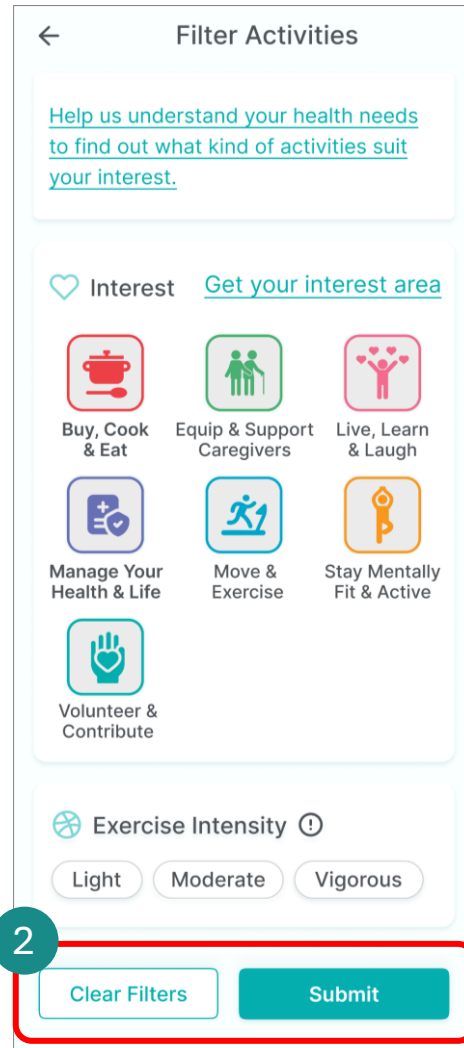 Filter Activities
Help us understand your health needs
to find out what kind of activities suit
your interest.
Interest
Get your interest area
Buy, Cook
& Eat
Equip & Support
Caregivers
Live, Learn
& Laugh
Manage Your
Health & Life
Move &
Exercise
Stay Mentally
Fit & Active
Volunteer &
Contribute
Exercise Intensity
Light
Moderate
Vigorous
2
Clear Filters
Submit